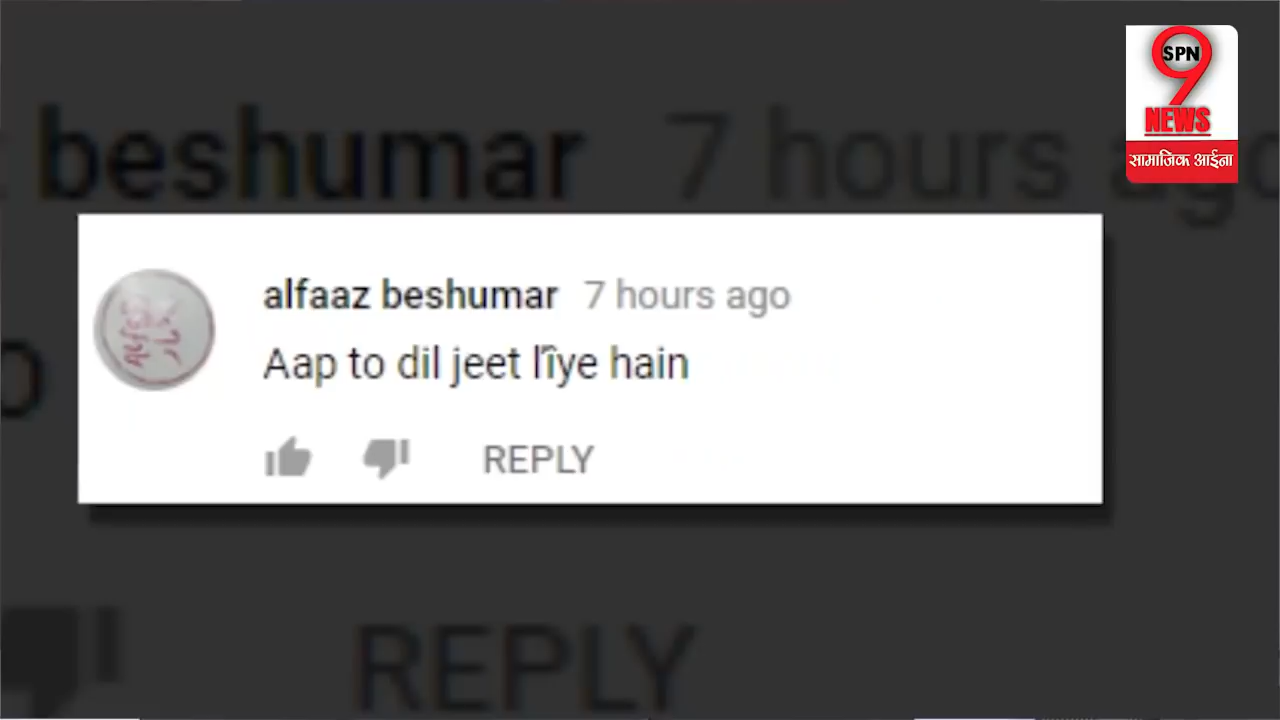 beshumar 7 hours ago
SPN
9
NEWS
सामाजिक आईना
alfaaz beshumar 7 hours ago
Aap to dil jeet liye hain
REPLY
REPLY